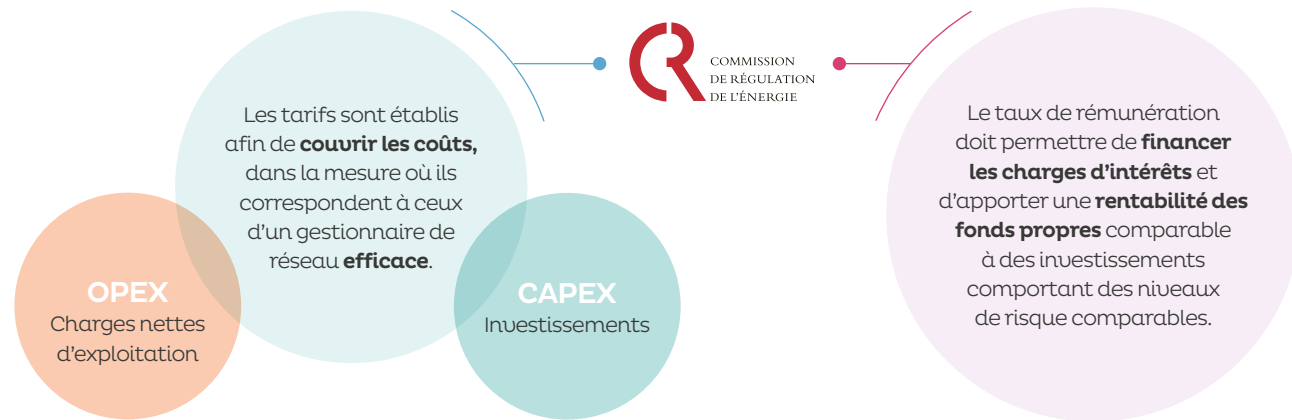 Les tarifs sont établis
afin de couvrir les coûts,
dans la mesure où ils
correspondent à ceux
d'un gestionnaire de
réseau efficace.
OPEX
Charges nettes
d'exploitation
CAPEX
Investissements
CR
COMMISSION
DE RÉGULATION
DE L'ÉNERGIE
Le taux de rémunération
doit permettre de financer
les charges d'intérêts et
d'apporter une rentabilité des
fonds propres comparable
à des investissements
comportant des niveaux
de risque comparables.